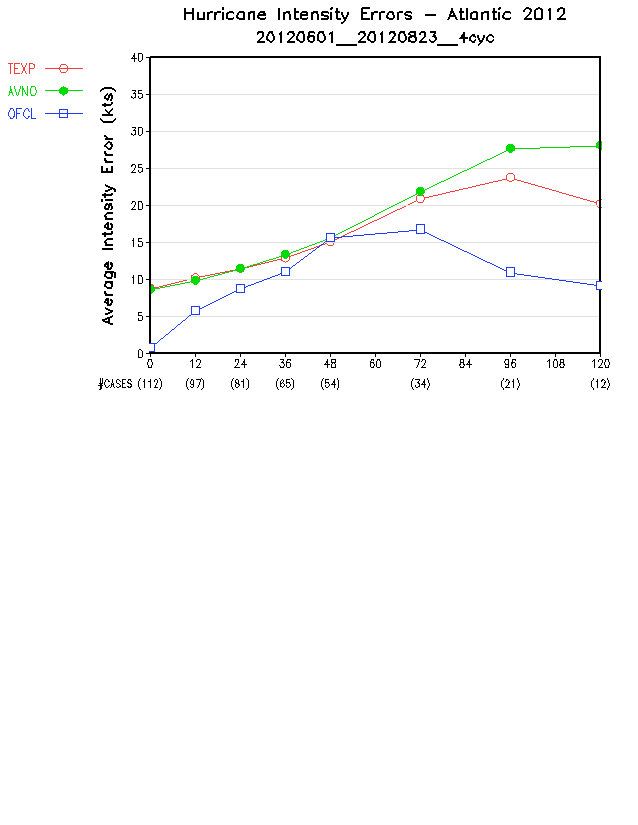 Hurricane Intensity Errors – Atlantic 2012
20120601__20120823__4cyc
TEXP
AVNO
OFCL
Average Intensity Error (kts)
40
35
30
25
20
15
10
5
0
0 12 24 36 48 60 72 84 96 108 120
#CASES (112) (97) (81) (65) (54) (34) (21) (12)